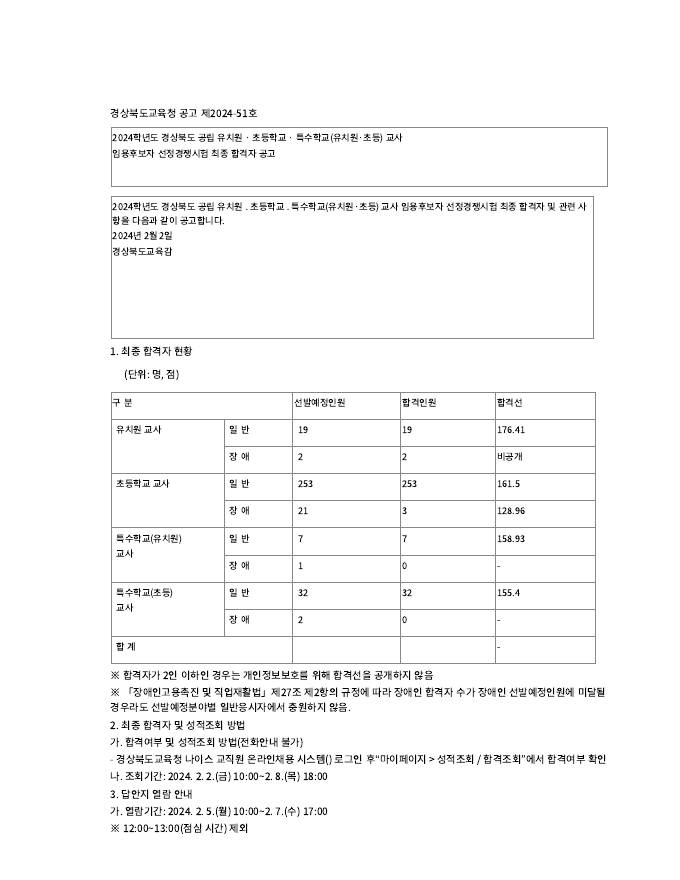 경상북도교육청 공고 제2024-51호
2024학년도 경상북도 공립 유치원 · 초등학교 · 특수학교(유치원·초등) 교사
임용후보자 선정경쟁시험 최종 합격자 공고
2024학년도 경상북도 공립 유치원 . 초등학교 . 특수학교(유치원·초등) 교사 임용후보자 선정경쟁시험 최종 합격자 및 관련 사
항을 다음과 같이 공고합니다.
2024년 2월 2일
경상북도교육감
1. 최종 합격자 현황
(단위: 명, 점)
구 분 선발예정인원 합격인원 합격선
유치원 교사 일 반 19 19 176.41
장 애 2 2 비공개
초등학교 교사 일 반 253 253 161.5
장 애 21 3 128.96
특수학교(유치원) 일 반 7 7 158.93
교사
장 애 1 0 -
특수학교(초등) 일 반 32 32 155.4
교사
장 애 2 0 -
합 계 -
※ 합격자가 2인 이하인 경우는 개인정보보호를 위해 합격선을 공개하지 않음
※ 「장애인고용촉진 및 직업재활법」제27조 제2항의 규정에 따라 장애인 합격자 수가 장애인 선발예정인원에 미달될
경우라도 선발예정분야별 일반응시자에서 충원하지 않음.
2. 최종 합격자 및 성적조회 방법
가. 합격여부 및 성적조회 방법(전화안내 불가)
- 경상북도교육청 나이스 교직원 온라인채용 시스템() 로그인 후“마이페이지 > 성적조회 / 합격조회”에서 합격여부 확인
나. 조회기간: 2024. 2. 2.(금) 10:00~2. 8.(목) 18:00
3. 답안지 열람 안내
가. 열람기간: 2024. 2. 5.(월) 10:00~2. 7.(수) 17:00
※ 12:00~13:00(점심 시간) 제외